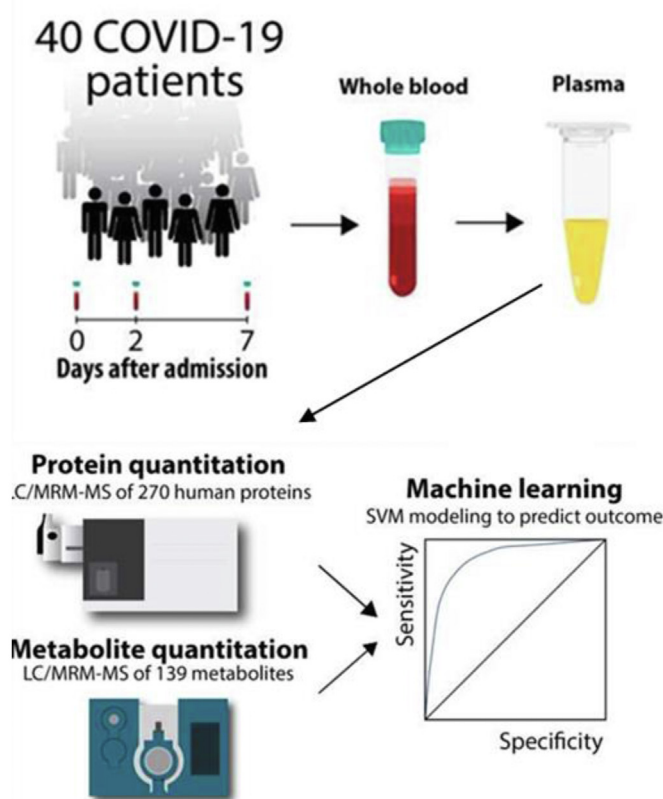 40 COVID-19
patients
Whole blood
Plasma
0 2 7
Days after admission
Protein quantitation
.C/MRM-MS of 270 human proteins
Machine learning
SVM modeling to predict outcome
Sensitivity
Metabolite quantitation
LC/MRM-MS of 139 metabolites
Specificity